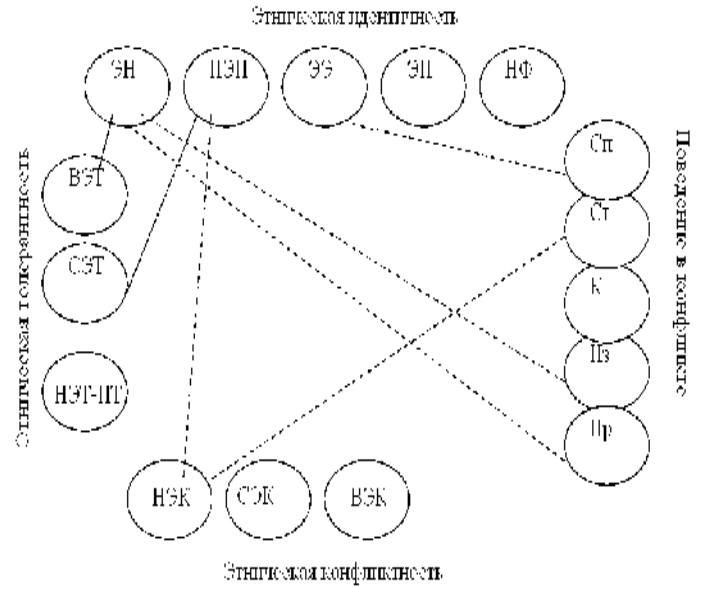 Этническая идентичность
ЭН
ПЭП
ЭЭ
ЭП
НФ
Этническая толерантность
ВЭТ
СЭТ
НЭТ-ПТ
Поведение в конфликте
Сп
Ст
К
Из
Пр
НЭК
СЭК
ВЭК
Этническая конфликтность